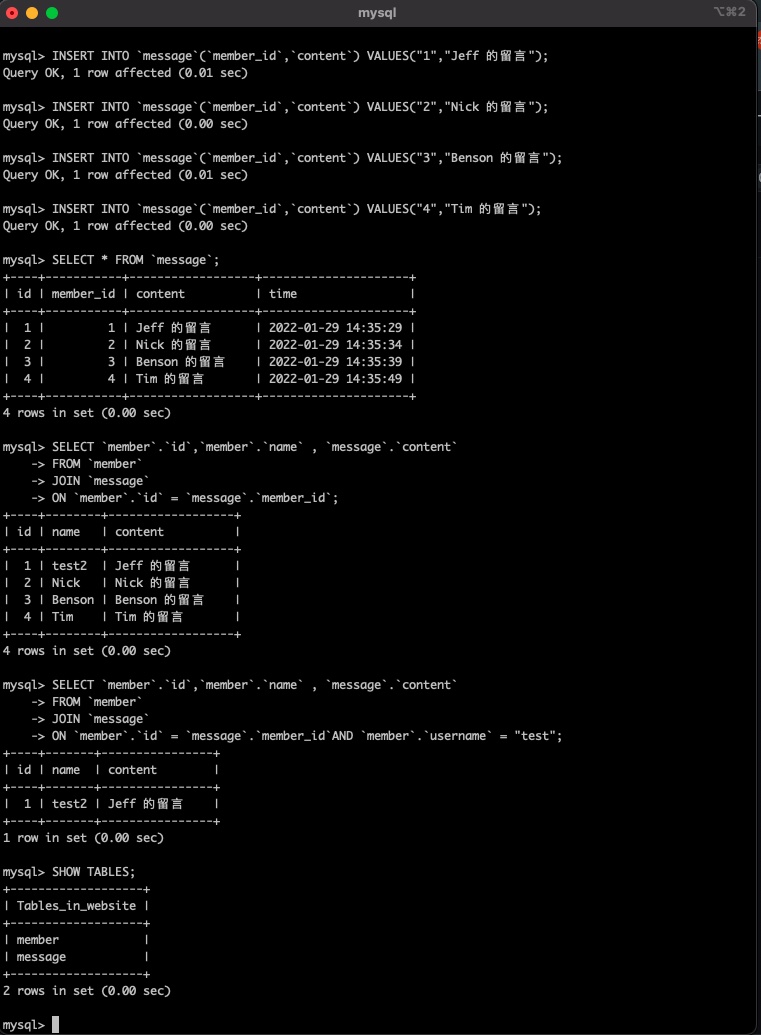 mysql
⌥⌘2
mysql> INSERT INTO `message`(`member_id`,`content`) VALUES("1","Jeff 的留言");
Query OK, 1 row affected (0.01 sec)
mysql> INSERT INTO `message`(`member_id`,`content`) VALUES("2","Nick 的留言");
Query OK, 1 row affected (0.00 sec)
mysql> INSERT INTO `message`(`member_id`,`content`) VALUES("3","Benson 的留言");
Query OK, 1 row affected (0.01 sec)
mysql> INSERT INTO `message`(`member_id`,`content`) VALUES("4","Tim 的留言");
Query OK, 1 row affected (0.00 sec)
mysql> SELECT * FROM `message`;
+----+-----------+------------------+---------------------+
| id | member_id | content          | time                |
+----+-----------+------------------+---------------------+
|  1 |         1 | Jeff 的留言      | 2022-01-29 14:35:29 |
|  2 |         2 | Nick 的留言      | 2022-01-29 14:35:34 |
|  3 |         3 | Benson 的留言    | 2022-01-29 14:35:39 |
|  4 |         4 | Tim 的留言       | 2022-01-29 14:35:49 |
+----+-----------+------------------+---------------------+
4 rows in set (0.00 sec)
mysql> SELECT `member`.`id`,`member`.`name` , `message`.`content`
    -> FROM `member`
    -> JOIN `message`
    -> ON `member`.`id` = `message`.`member_id`;
+----+--------+------------------+
| id | name   | content          |
+----+--------+------------------+
|  1 | test2  | Jeff 的留言      |
|  2 | Nick   | Nick 的留言      |
|  3 | Benson | Benson 的留言    |
|  4 | Tim    | Tim 的留言       |
+----+--------+------------------+
4 rows in set (0.00 sec)
mysql> SELECT `member`.`id`,`member`.`name` , `message`.`content`
    -> FROM `member`
    -> JOIN `message`
    -> ON `member`.`id` = `message`.`member_id`AND `member`.`username` = "test";
+----+-------+----------------+
| id | name  | content        |
+----+-------+----------------+
|  1 | test2 | Jeff 的留言    |
+----+-------+----------------+
1 row in set (0.00 sec)
mysql> SHOW TABLES;
+-------------------+
| Tables_in_website |
+-------------------+
| member            |
| message           |
+-------------------+
2 rows in set (0.00 sec)
mysql>